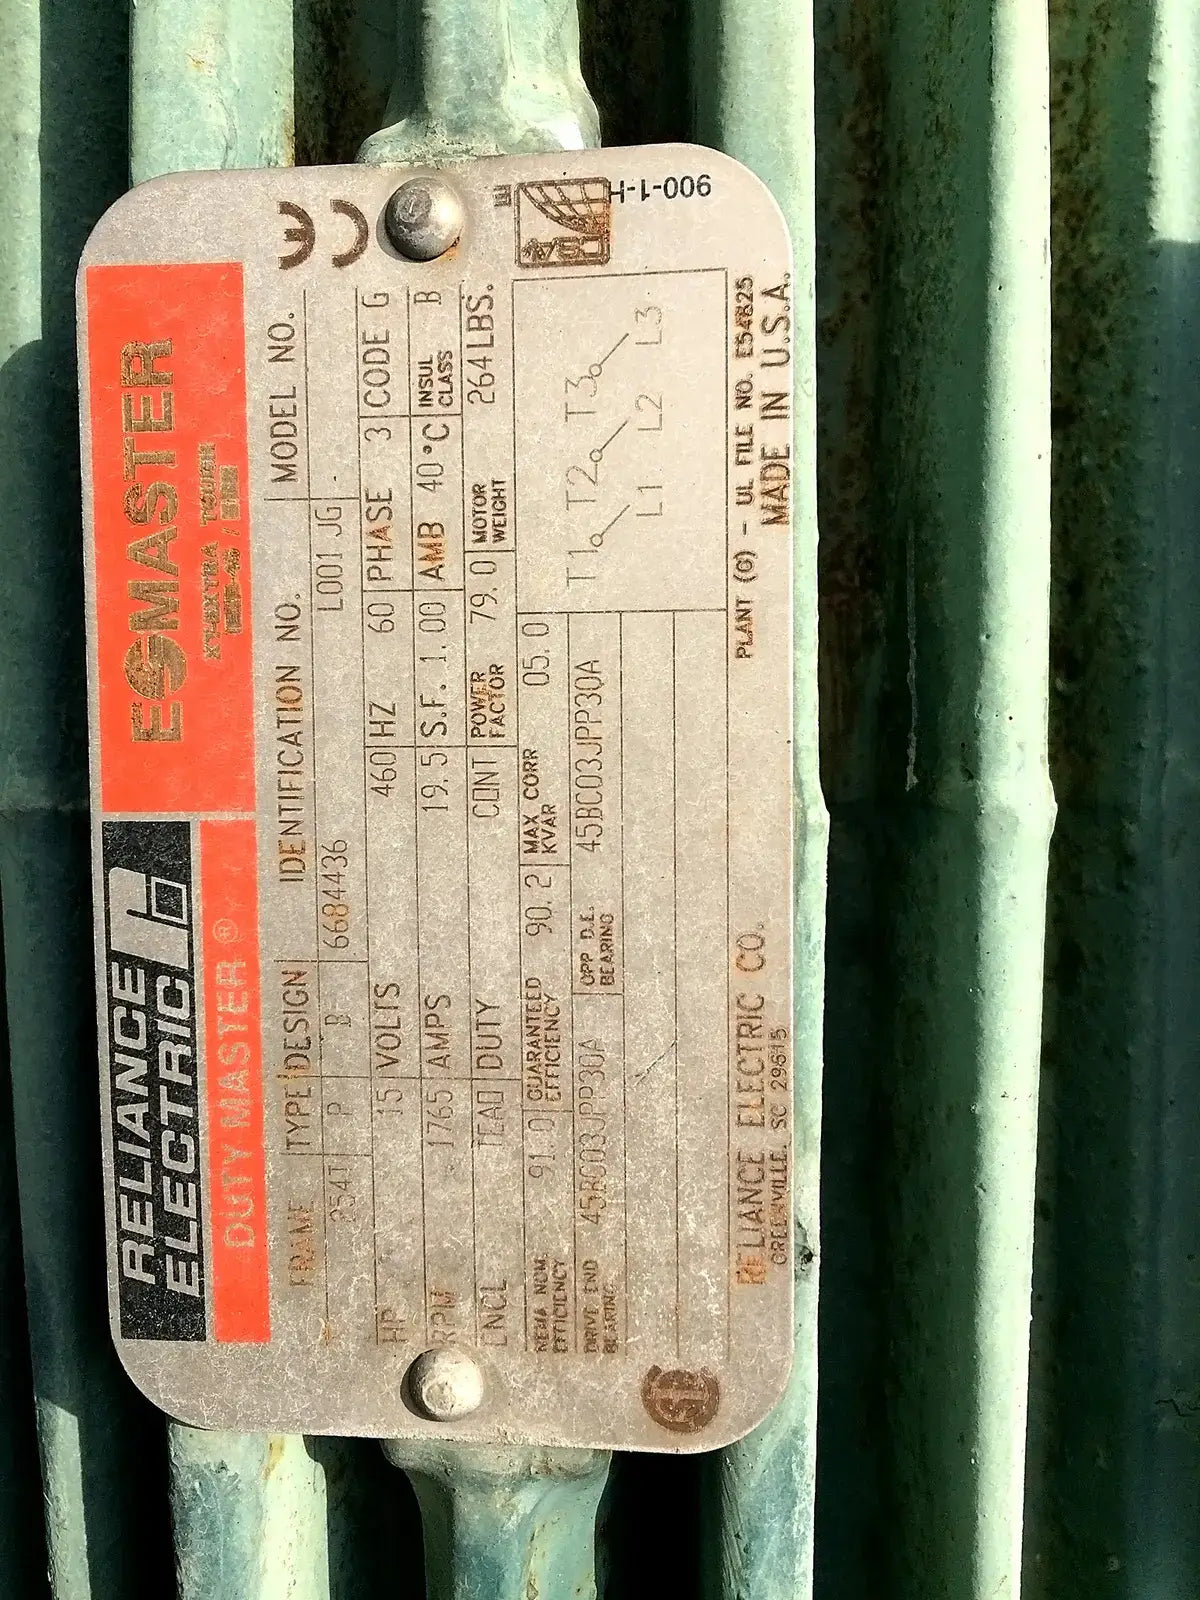 RELIANCE
ELECTRIC
EMASTER
XT-EXTRA TOUGH
DUTY MASTER®
CE
FRAME TYPE DESIGN IDENTIFICATION NO. MODEL NO.
254T P B 6684436 L001 JG
HP 15 VOLTS 460 HZ 60 PHASE 3 CODE G
RPM 1765 AMPS 19.5 S.F. 1.00 AMB 40°C INSUL CLASS B
ENCL TEAO DUTY CONT POWER FACTOR 79.0 MOTOR WEIGHT 264 LBS.
NEMA NOM. EFFICIENCY 91.0 GUARANTEED EFFICIENCY 90.2 MAX CORR KVAR 05.0
DRIVE END BEARING 45BC03JPP30A OPP D.E. BEARING 45BC03JPP30A
T1 T2 T3
L1 L2 L3
RELIANCE ELECTRIC CO.
GREENVILLE, SC 29615
PLANT (G) - UL FILE NO. E54825
MADE IN U.S.A.
900-1-H